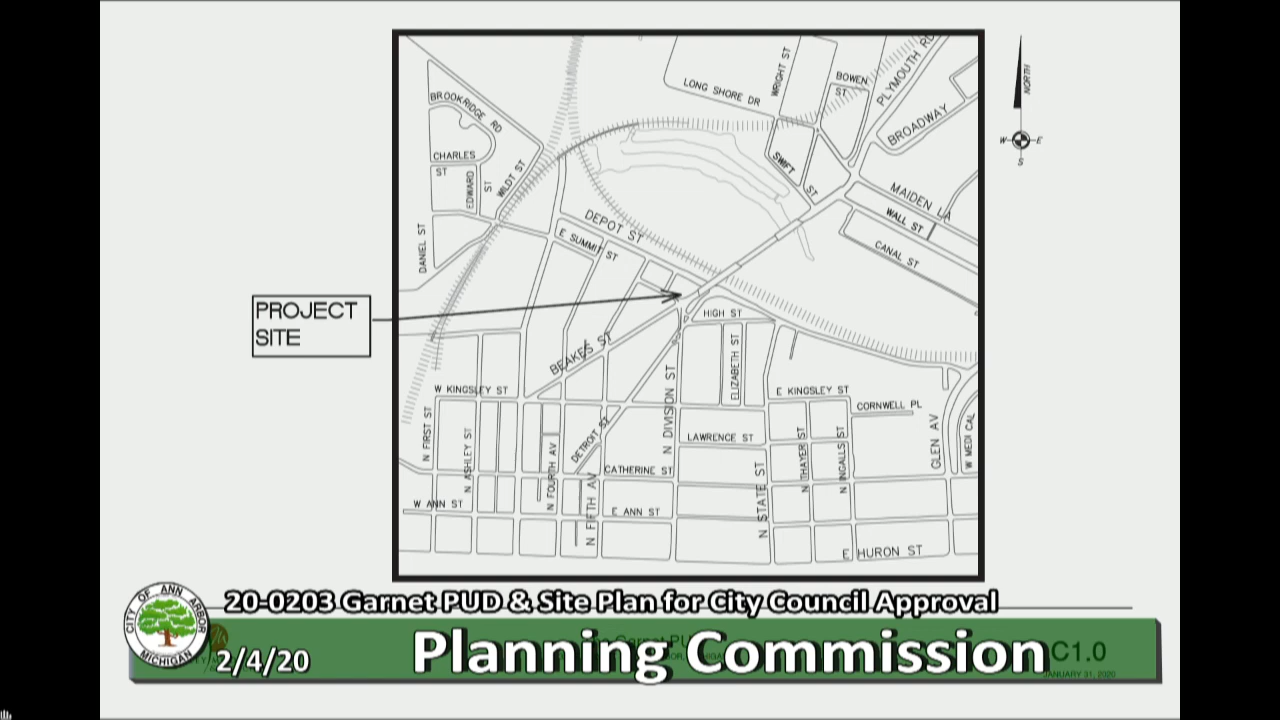 WRIGHT ST
PLYMOUTH RD
BOWEN
ST
LONG SHORE DR
NORTH
BROOKRIDGE RD
BROADWAY
W E
S
CHARLES
ST
SWIFT
ST
EDWARD
ST
WILDT ST
MAIDEN LA
DEPOT ST
WALL ST
E SUMMIT ST
DANIEL ST
CANAL ST
PROJECT
SITE
HIGH ST
BEAKES ST
ELIZABETH ST
W KINGSLEY ST
E KINGSLEY ST
N DIVISION ST
CORNWELL PL
N FIRST ST
N ASHLEY ST
DETROIT ST
LAWRENCE ST
GLEN AV
W MEDICAL
N FOURTH AV
N THAYER ST
N INGALLS ST
CATHERINE ST
N FIFTH AV
N STATE ST
W ANN ST
E ANN ST
E HURON ST
20-0203 Garnet PUD & Site Plan for City Council Approval
CITY OF ANN ARBOR
MICHIGAN
2/4/20
Planning Commission
C1.0
JANUARY 31, 2020